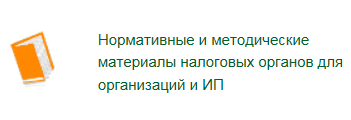 Нормативные и методические
материалы налоговых органов для
организаций и ИП